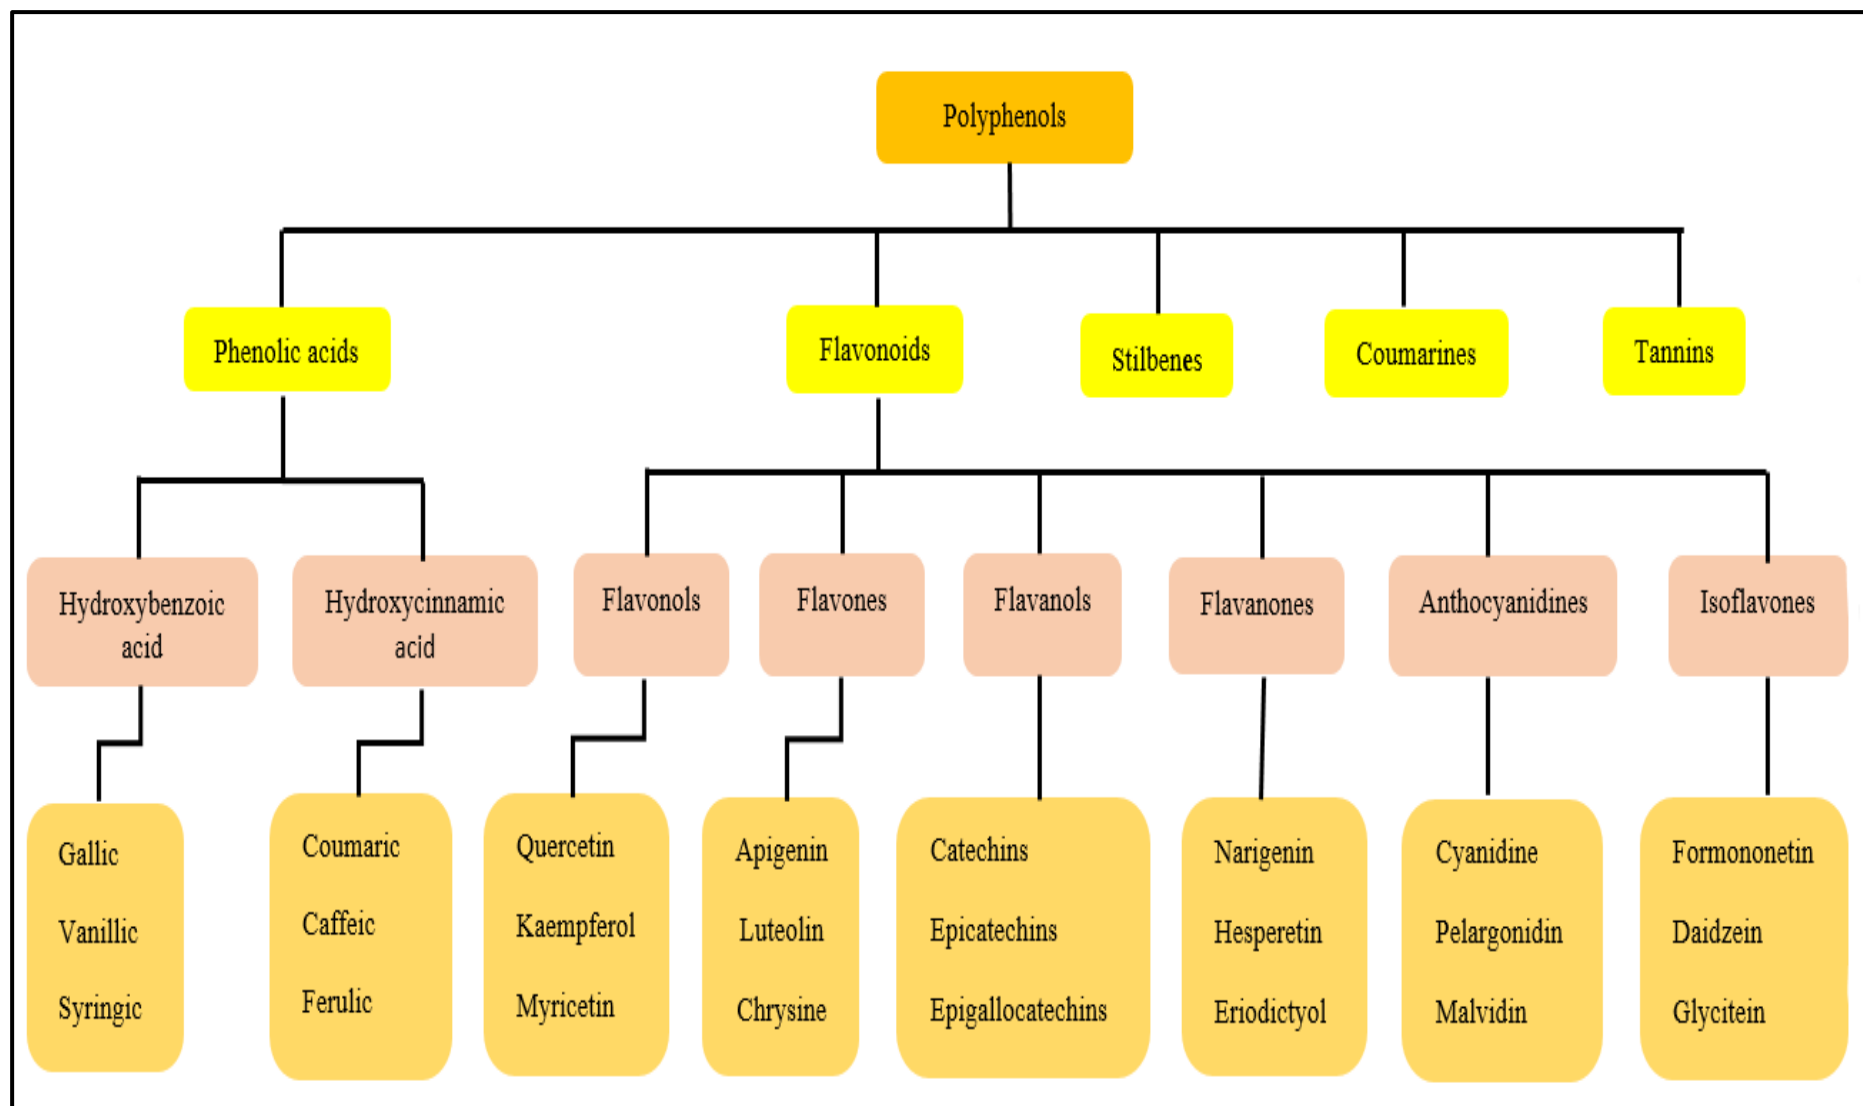 Polyphenols
Phenolic acids
Flavonoids
Stilbenes
Coumarines
Tannins
Hydroxybenzoic
acid
Hydroxycinnamic
acid
Flavonols
Flavones
Flavanols
Flavanones
Anthocyanidines
Isoflavones
Gallic
Vanillic
Syringic
Coumaric
Caffeic
Ferulic
Quercetin
Kaempferol
Myricetin
Apigenin
Luteolin
Chrysine
Catechins
Epicatechins
Epigallocatechins
Narigenin
Hesperetin
Eriodictyol
Cyanidine
Pelargonidin
Malvidin
Formononetin
Daidzein
Glycitein